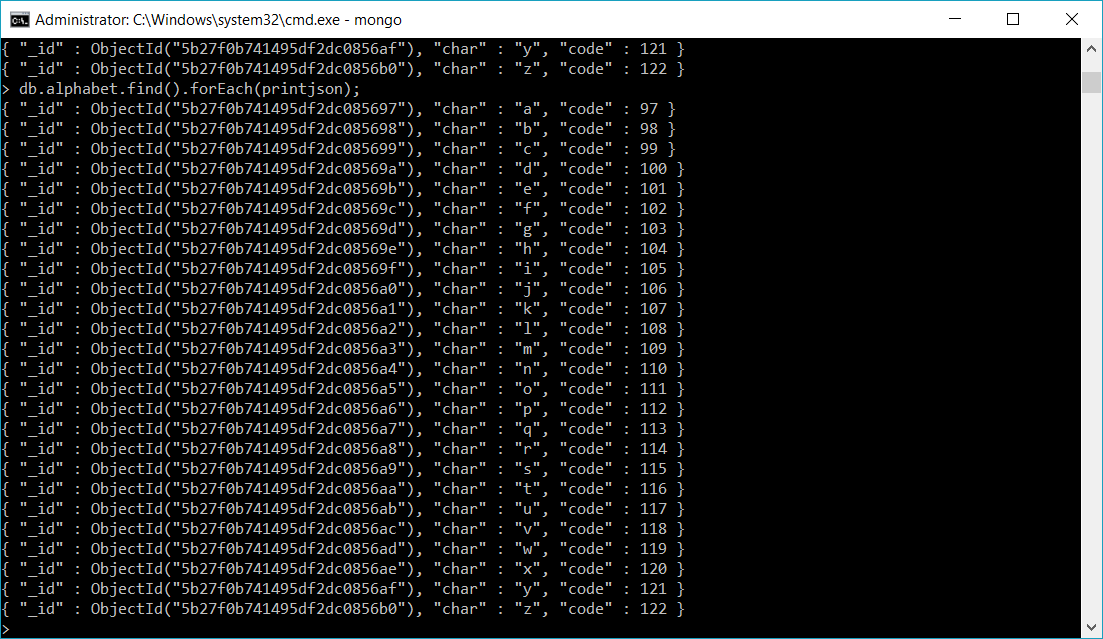 Administrator: C:\Windows\system32\cmd.exe - mongo
{ "_id" : ObjectId("5b27f0b741495df2dc0856af"), "char" : "y", "code" : 121 }
{ "_id" : ObjectId("5b27f0b741495df2dc0856b0"), "char" : "z", "code" : 122 }
> db.alphabet.find().forEach(printjson);
{ "_id" : ObjectId("5b27f0b741495df2dc085697"), "char" : "a", "code" : 97 }
{ "_id" : ObjectId("5b27f0b741495df2dc085698"), "char" : "b", "code" : 98 }
{ "_id" : ObjectId("5b27f0b741495df2dc085699"), "char" : "c", "code" : 99 }
{ "_id" : ObjectId("5b27f0b741495df2dc08569a"), "char" : "d", "code" : 100 }
{ "_id" : ObjectId("5b27f0b741495df2dc08569b"), "char" : "e", "code" : 101 }
{ "_id" : ObjectId("5b27f0b741495df2dc08569c"), "char" : "f", "code" : 102 }
{ "_id" : ObjectId("5b27f0b741495df2dc08569d"), "char" : "g", "code" : 103 }
{ "_id" : ObjectId("5b27f0b741495df2dc08569e"), "char" : "h", "code" : 104 }
{ "_id" : ObjectId("5b27f0b741495df2dc08569f"), "char" : "i", "code" : 105 }
{ "_id" : ObjectId("5b27f0b741495df2dc0856a0"), "char" : "j", "code" : 106 }
{ "_id" : ObjectId("5b27f0b741495df2dc0856a1"), "char" : "k", "code" : 107 }
{ "_id" : ObjectId("5b27f0b741495df2dc0856a2"), "char" : "l", "code" : 108 }
{ "_id" : ObjectId("5b27f0b741495df2dc0856a3"), "char" : "m", "code" : 109 }
{ "_id" : ObjectId("5b27f0b741495df2dc0856a4"), "char" : "n", "code" : 110 }
{ "_id" : ObjectId("5b27f0b741495df2dc0856a5"), "char" : "o", "code" : 111 }
{ "_id" : ObjectId("5b27f0b741495df2dc0856a6"), "char" : "p", "code" : 112 }
{ "_id" : ObjectId("5b27f0b741495df2dc0856a7"), "char" : "q", "code" : 113 }
{ "_id" : ObjectId("5b27f0b741495df2dc0856a8"), "char" : "r", "code" : 114 }
{ "_id" : ObjectId("5b27f0b741495df2dc0856a9"), "char" : "s", "code" : 115 }
{ "_id" : ObjectId("5b27f0b741495df2dc0856aa"), "char" : "t", "code" : 116 }
{ "_id" : ObjectId("5b27f0b741495df2dc0856ab"), "char" : "u", "code" : 117 }
{ "_id" : ObjectId("5b27f0b741495df2dc0856ac"), "char" : "v", "code" : 118 }
{ "_id" : ObjectId("5b27f0b741495df2dc0856ad"), "char" : "w", "code" : 119 }
{ "_id" : ObjectId("5b27f0b741495df2dc0856ae"), "char" : "x", "code" : 120 }
{ "_id" : ObjectId("5b27f0b741495df2dc0856af"), "char" : "y", "code" : 121 }
{ "_id" : ObjectId("5b27f0b741495df2dc0856b0"), "char" : "z", "code" : 122 }
>